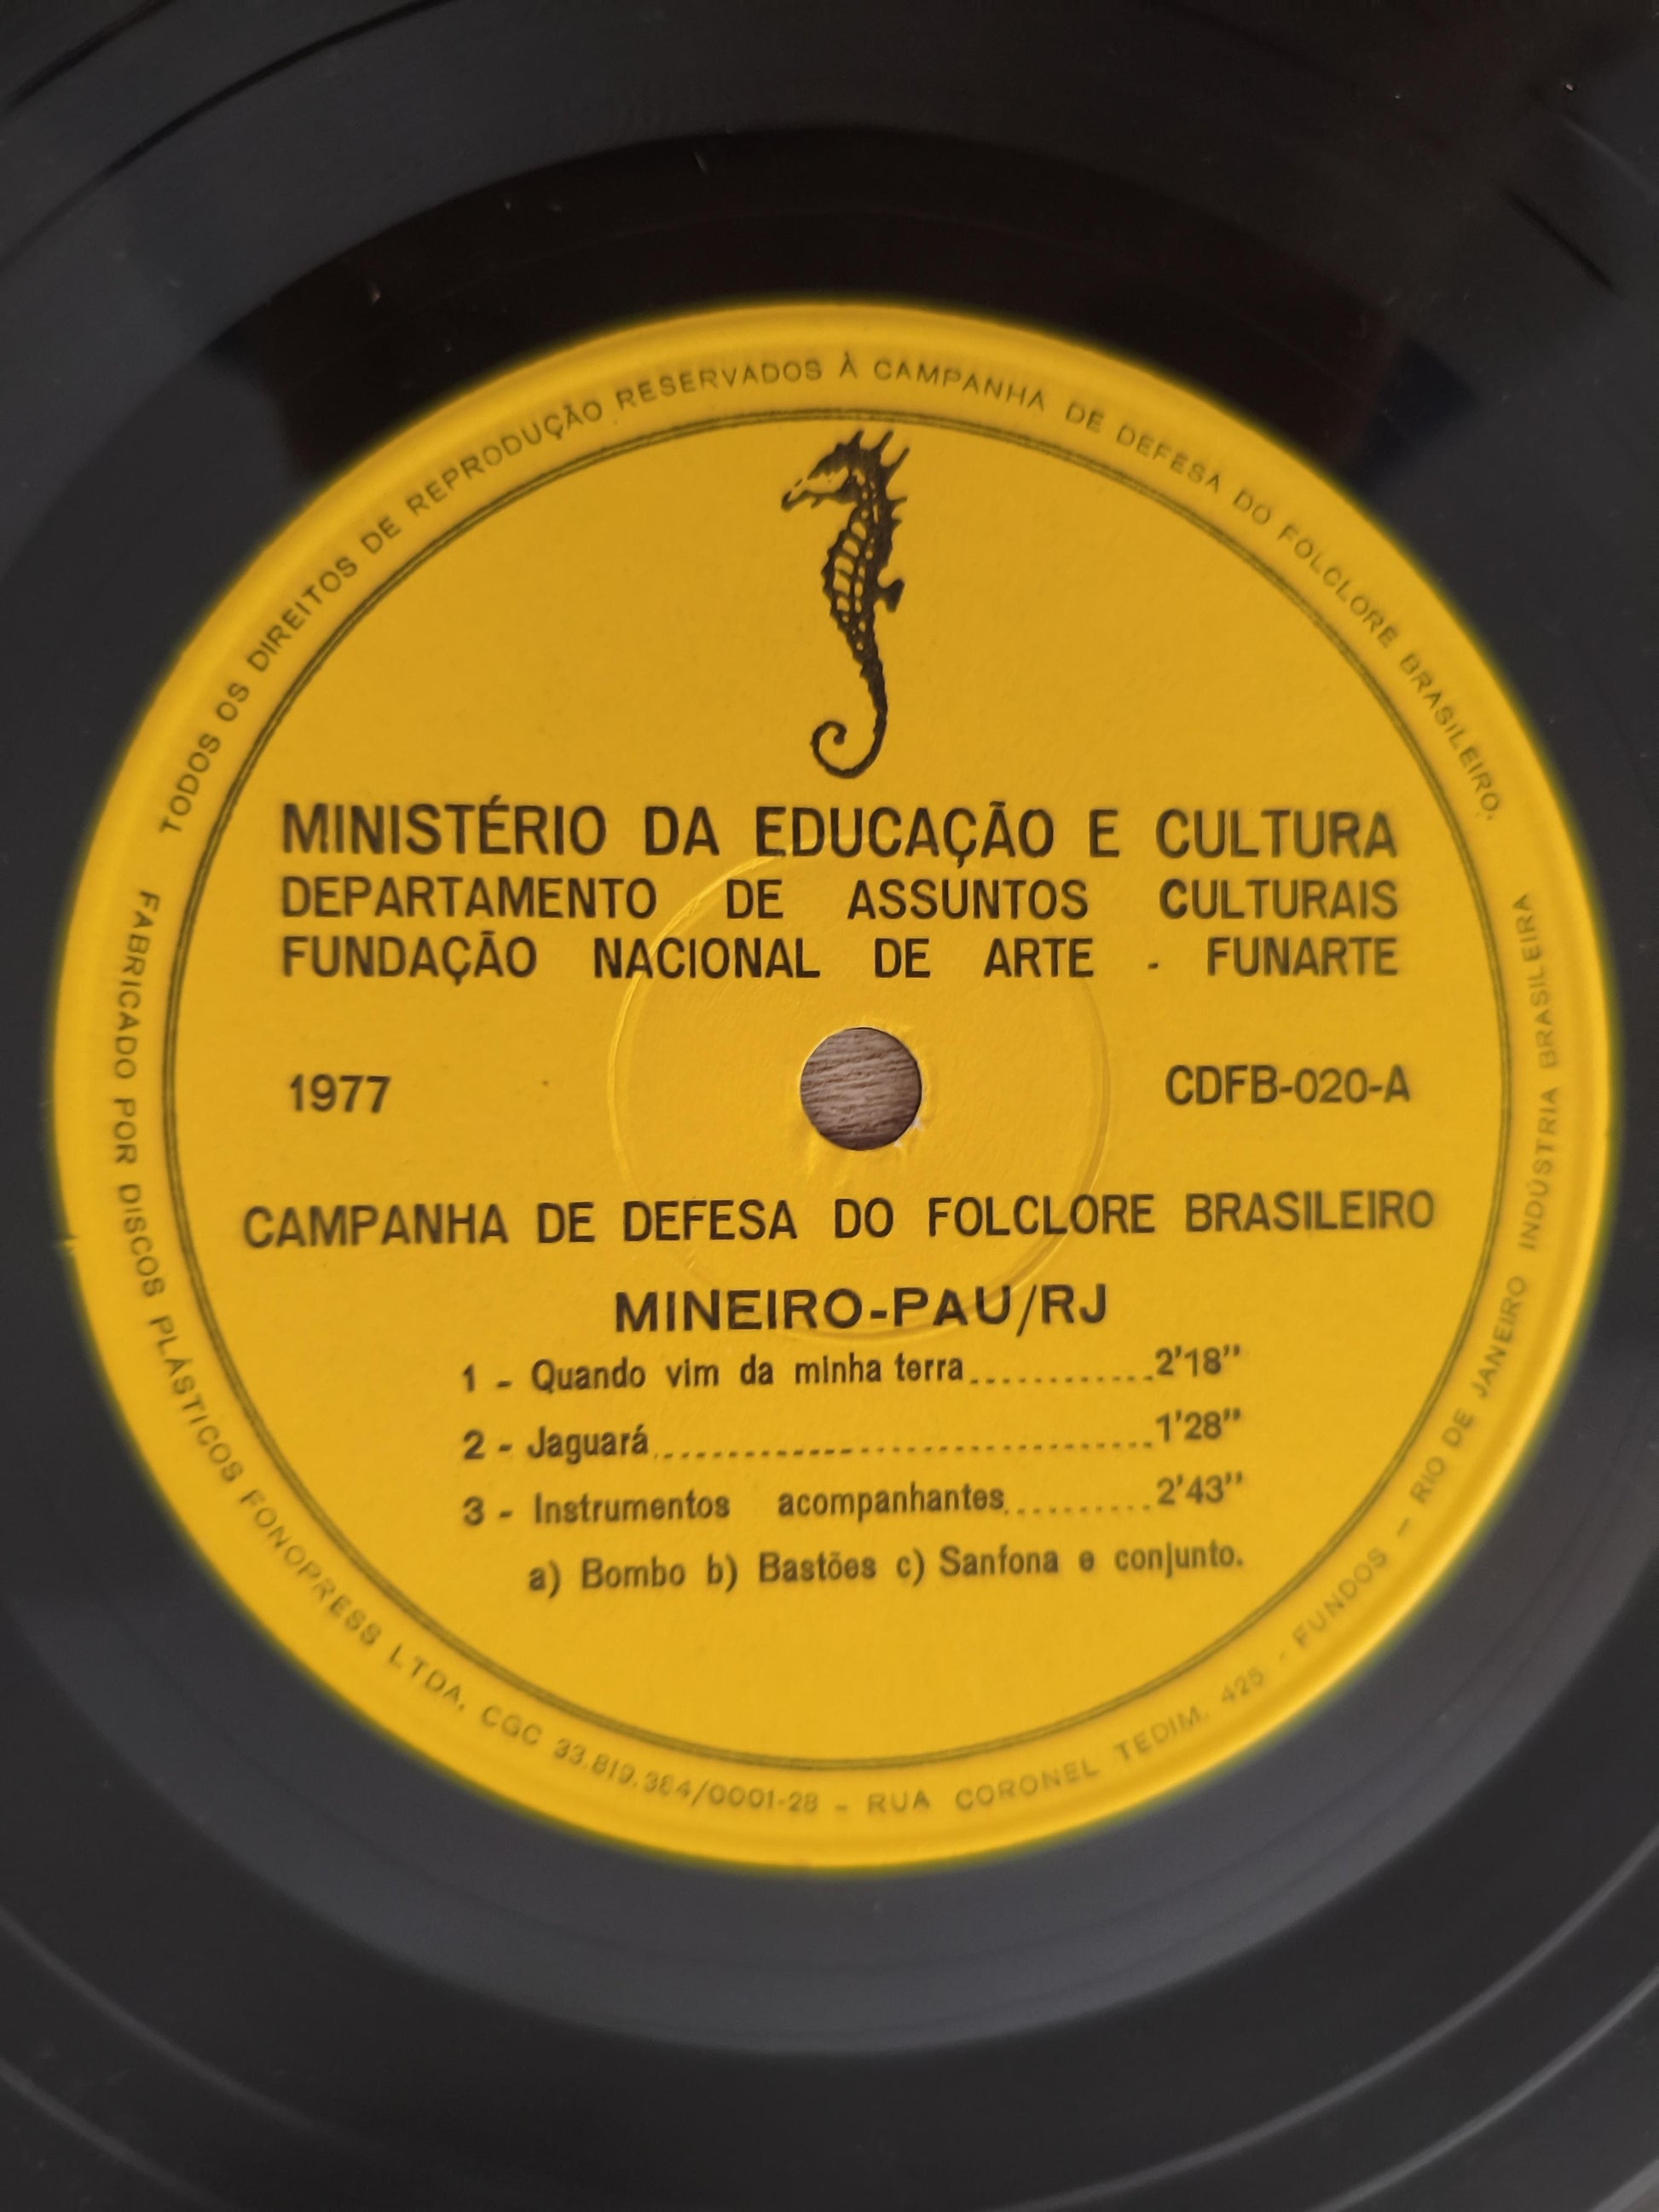 TODOS OS DIREITOS DE REPRODUÇÃO RESERVADOS À CAMPANHA DE DEFESA DO FOLCLORE BRASILEIRO.
MINISTÉRIO DA EDUCAÇÃO E CULTURA
DEPARTAMENTO DE ASSUNTOS CULTURAIS
FUNDAÇÃO NACIONAL DE ARTE - FUNARTE
1977 CDFB-020-A
CAMPANHA DE DEFESA DO FOLCLORE BRASILEIRO
MINEIRO-PAU/RJ
1 - Quando vim da minha terra............2'18"
2 - Jaguará..................................1'28"
3 - Instrumentos acompanhantes..........2'43"
a) Bombo b) Bastões c) Sanfona e conjunto.
FABRICADO POR DISCOS PLÁSTICOS FONOPRESS LTDA. CGC 33.819.384/0001-28 - RUA CORONEL TEDIM. 425 - FUNDOS - RIO DE JANEIRO INDÚSTRIA BRASILEIRA